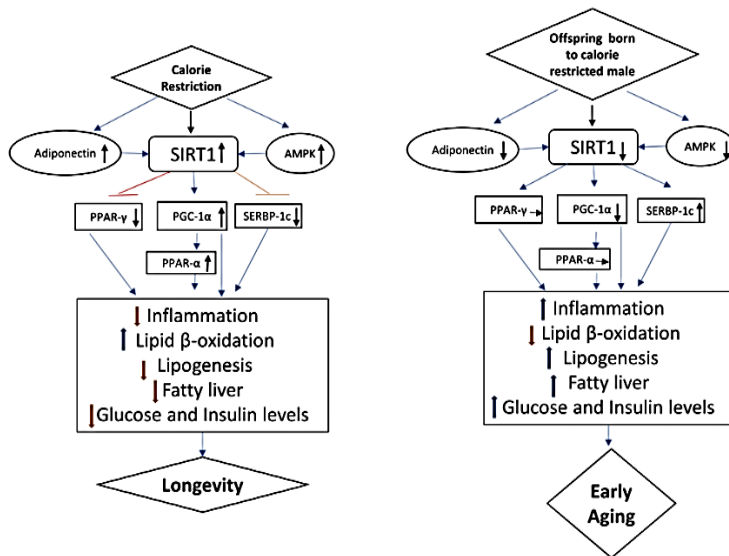 Calorie
Restriction
Adiponectin ↑
SIRT1 ↑
AMPK ↑
PPAR-γ ↓
PGC-1α ↑
SERBP-1c ↓
PPAR-α ↑
↓ Inflammation
↑ Lipid β-oxidation
↓ Lipogenesis
↓ Fatty liver
↓ Glucose and Insulin levels
Longevity
Offspring born
to calorie
restricted male
Adiponectin ↓
SIRT1 ↓
AMPK ↓
PPAR-γ →
PGC-1α ↓
SERBP-1c ↑
PPAR-α →
↑ Inflammation
↓ Lipid β-oxidation
↑ Lipogenesis
↑ Fatty liver
↑ Glucose and Insulin levels
Early
Aging